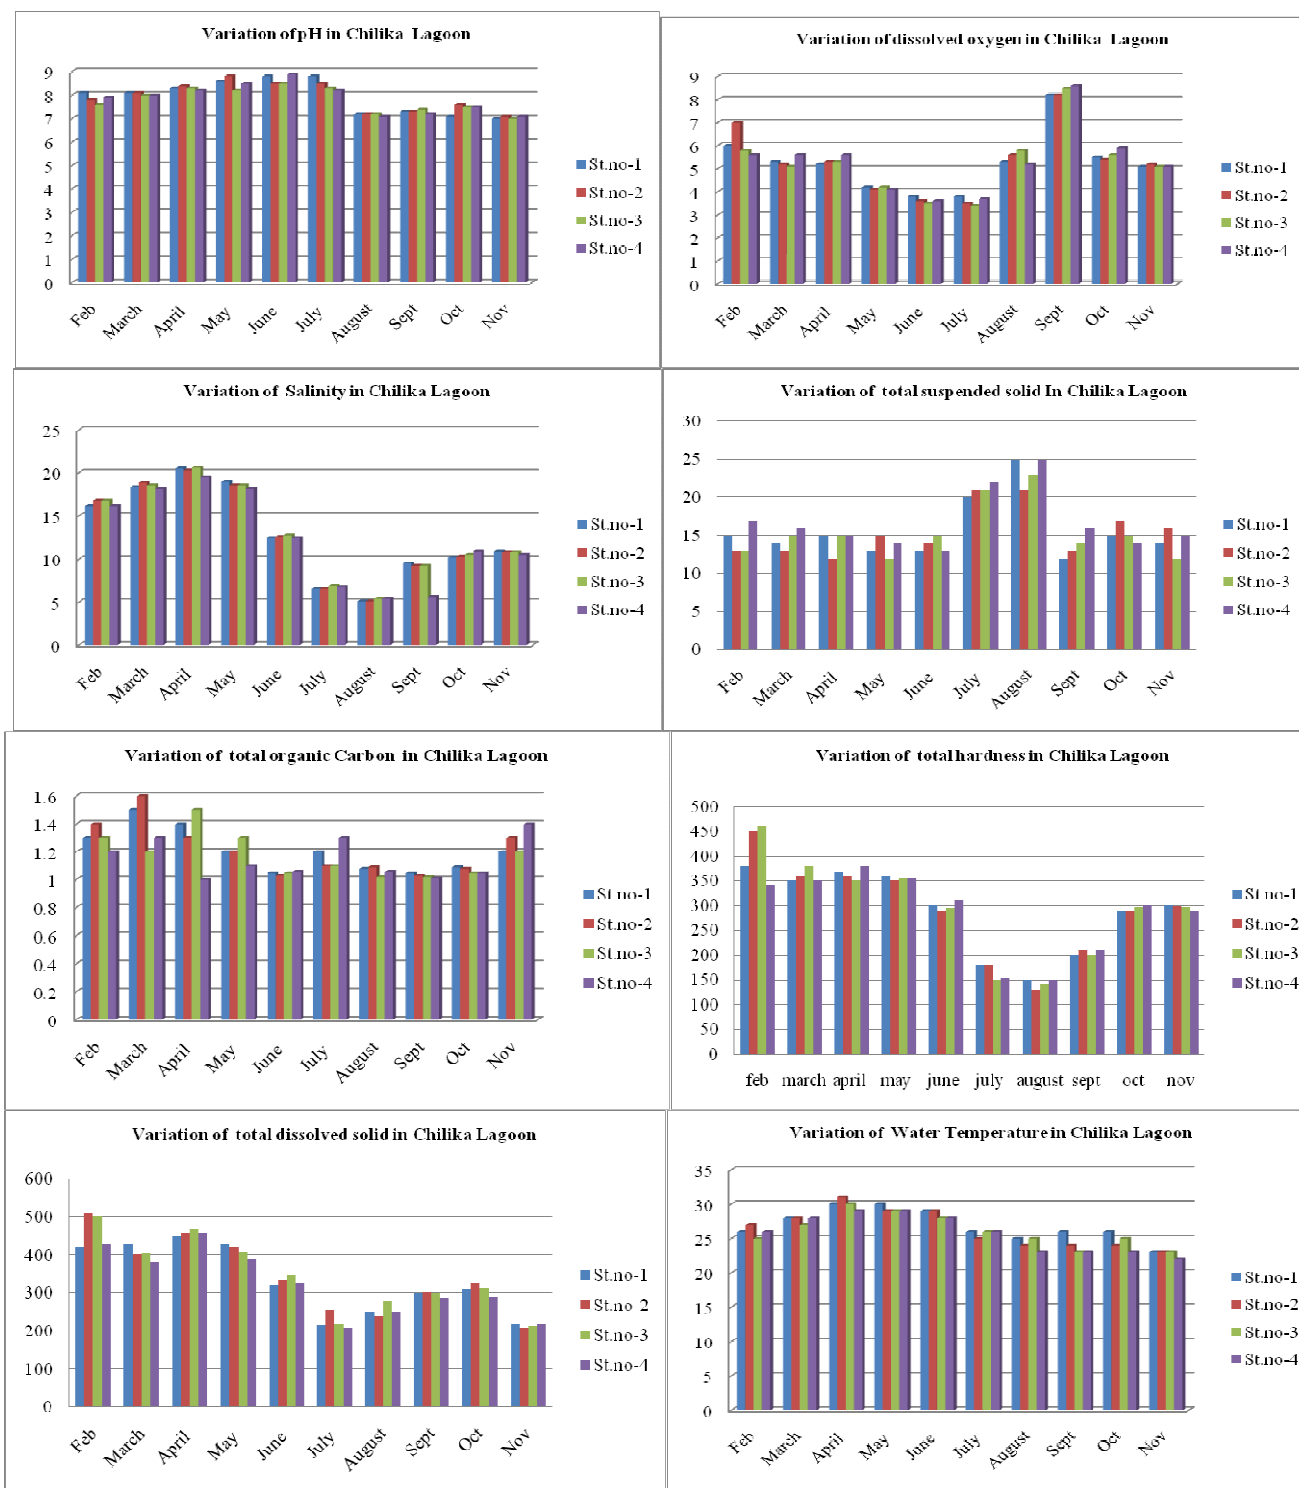 Variation of pH in Chilika Lagoon
9
8
7
6
5
4
3
2
1
0
Feb
March
April
May
June
July
August
Sept
Oct
Nov
St.no-1
St.no-2
St.no-3
St.no-4
Variation of dissolved oxygen in Chilika Lagoon
9
8
7
6
5
4
3
2
1
0
Feb
March
April
May
June
July
August
Sept
Oct
Nov
St.no-1
St.no-2
St.no-3
St.no-4
Variation of Salinity in Chilika Lagoon
25
20
15
10
5
0
Feb
March
April
May
June
July
August
Sept
Oct
Nov
St.no-1
St.no-2
St.no-3
St.no-4
Variation of total suspended solid In Chilika Lagoon
30
25
20
15
10
5
0
Feb
March
April
May
June
July
August
Sept
Oct
Nov
St.no-1
St.no-2
St.no-3
St.no-4
Variation of total organic Carbon in Chilika Lagoon
1.6
1.4
1.2
1
0.8
0.6
0.4
0.2
0
Feb
March
April
May
June
July
August
Sept
Oct
Nov
St.no-1
St.no-2
St.no-3
St.no-4
Variation of total hardness in Chilika Lagoon
500
450
400
350
300
250
200
150
100
50
0
feb march april may june july august sept oct nov
St.no-1
St.no-2
St.no-3
St.no-4
Variation of total dissolved solid in Chilika Lagoon
600
500
400
300
200
100
0
Feb
March
April
May
June
July
August
Sept
Oct
Nov
St.no-1
St.no-2
St.no-3
St.no-4
Variation of Water Temperature in Chilika Lagoon
35
30
25
20
15
10
5
0
Feb
March
April
May
June
July
August
Sept
Oct
Nov
St.no-1
St.no-2
St.no-3
St.no-4